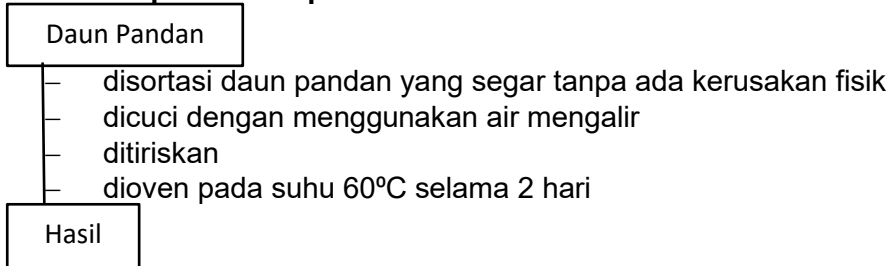 Daun Pandan
– disortasi daun pandan yang segar tanpa ada kerusakan fisik
– dicuci dengan menggunakan air mengalir
– ditiriskan
– dioven pada suhu 60ºC selama 2 hari
Hasil